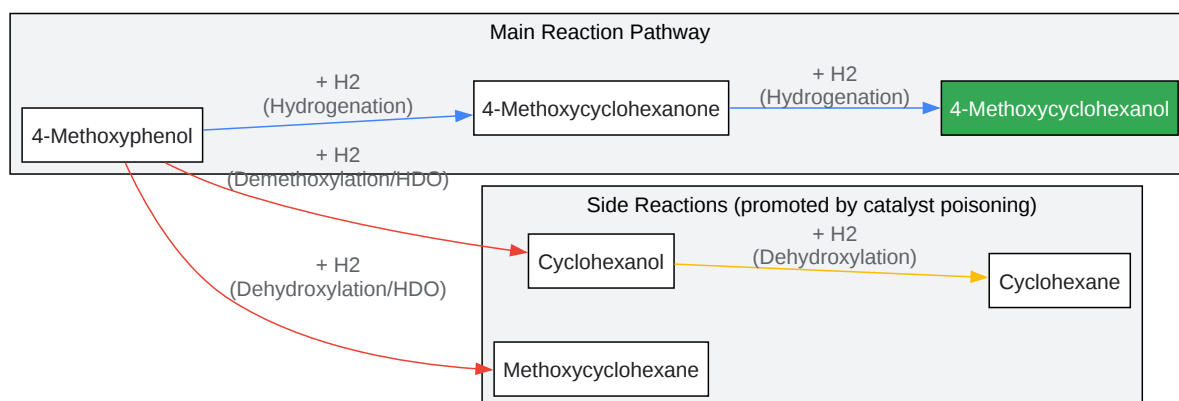 Main Reaction Pathway
+ H2
(Hydrogenation)
+ H2
(Hydrogenation)
4-Methoxyphenol
4-Methoxycyclohexanone
4-Methoxycyclohexanol
+ H2
(Demethoxylation/HDO)
Side Reactions (promoted by catalyst poisoning)
+ H2
(Dehydroxylation/HDO)
Cyclohexanol
+ H2
(Dehydroxylation)
Cyclohexane
Methoxycyclohexane